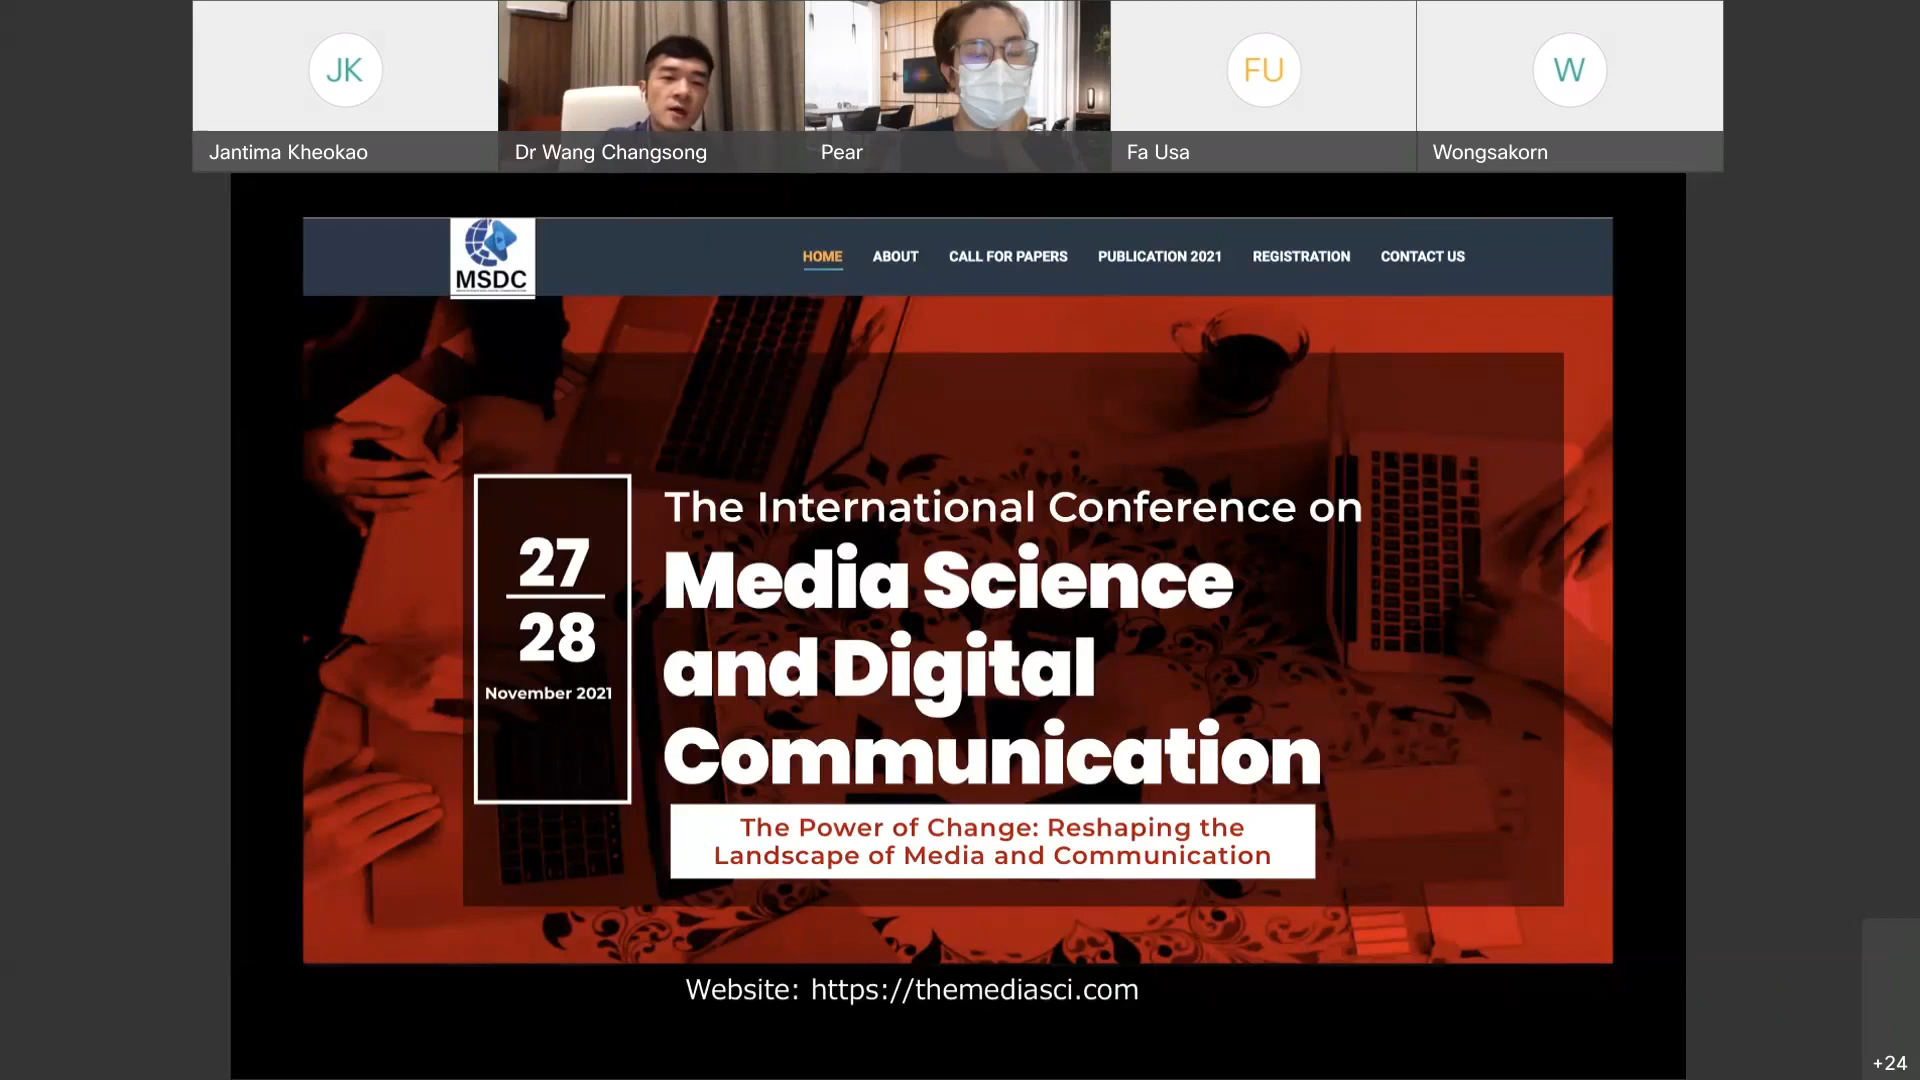 JK
FU
W
Jantima Kheokao
Dr Wang Changsong
Pear
Fa Usa
Wongsakorn
MSDC
HOME
ABOUT
CALL FOR PAPERS
PUBLICATION 2021
REGISTRATION
CONTACT US
27
28
November 2021
The International Conference on
Media Science
and Digital
Communication
The Power of Change: Reshaping the
Landscape of Media and Communication
Website: https://themediasci.com
+24